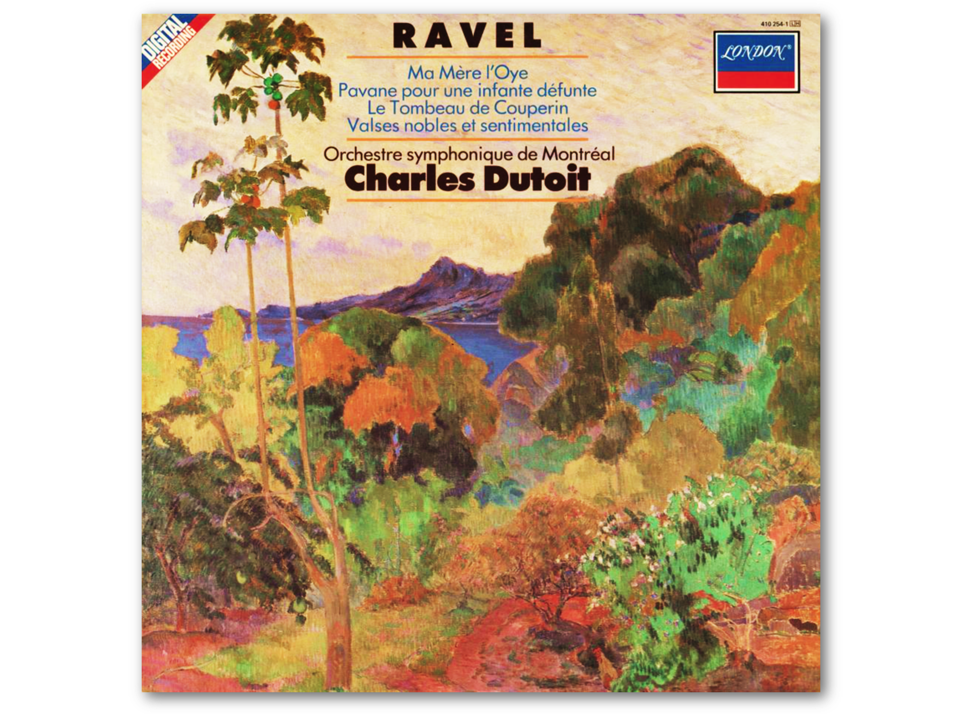 DIGITAL
RECORDING
RAVEL
410 254-1 LH
LONDON®
Ma Mère l'Oye
Pavane pour une infante défunte
Le Tombeau de Couperin
Valses nobles et sentimentales
Orchestre symphonique de Montréal
Charles Dutoit